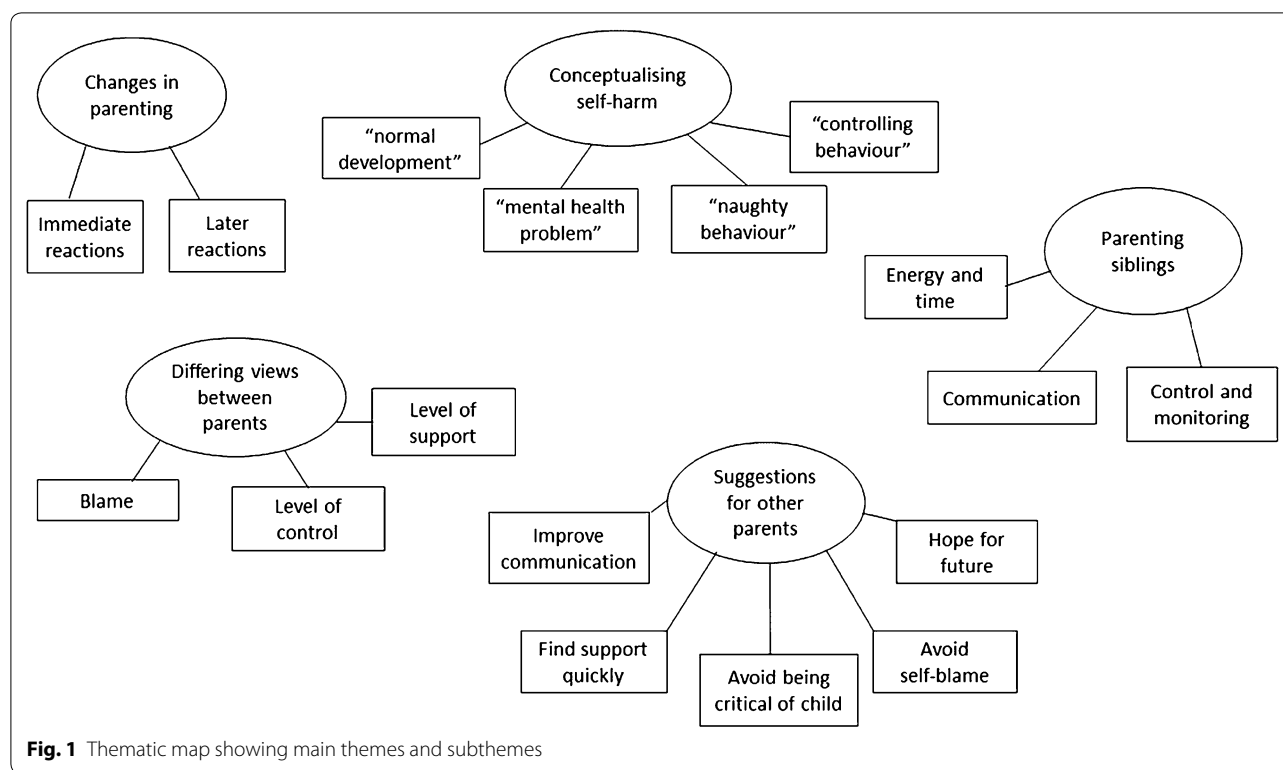 Changes in
parenting
Immediate
reactions
Later
reactions
Conceptualising
self-harm
“normal
development”
“mental health
problem”
“naughty
behaviour”
“controlling
behaviour”
Parenting
siblings
Energy and
time
Communication
Control and
monitoring
Differing views
between
parents
Blame
Level of
control
Level of
support
Suggestions
for other
parents
Improve
communication
Find support
quickly
Avoid being
critical of child
Avoid
self-blame
Hope for
future
Fig. 1 Thematic map showing main themes and subthemes